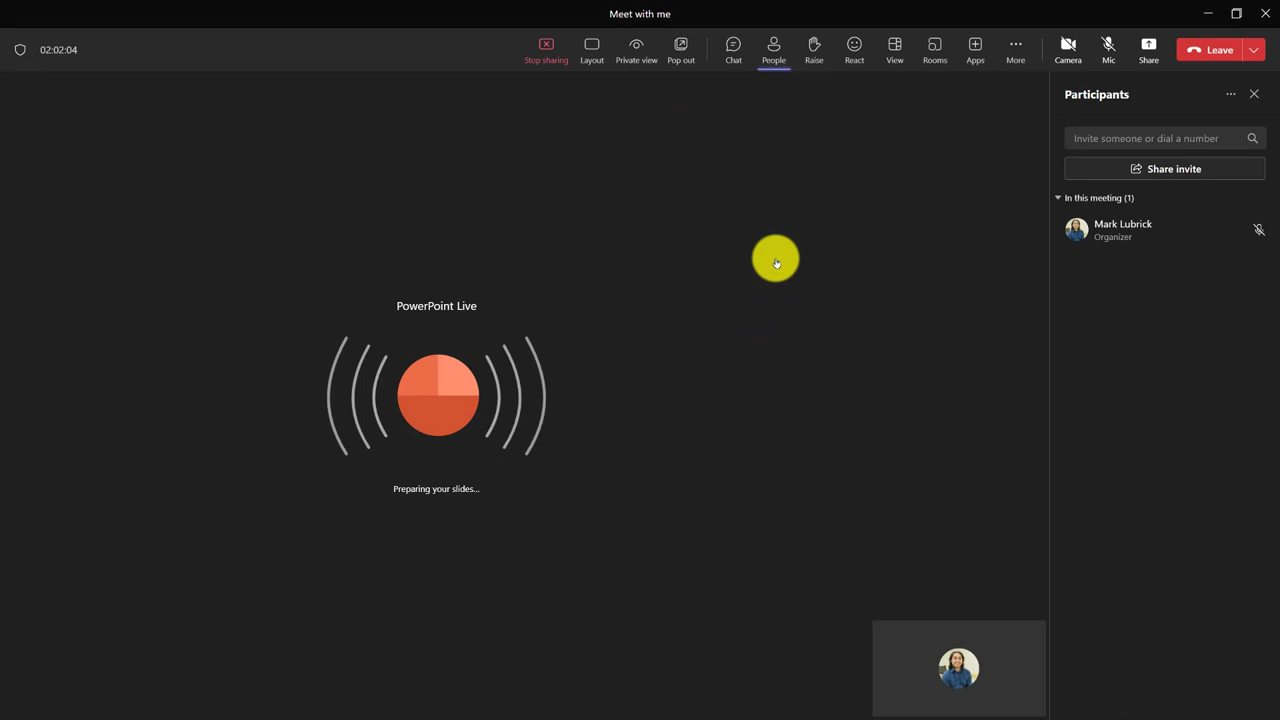 Meet with me
02:02:04
Stop sharing
Layout
Private view
Pop out
Chat
People
Raise
React
View
Rooms
Apps
More
Camera
Mic
Share
Leave
Participants
Invite someone or dial a number
Share invite
In this meeting (1)
Mark Lubrick
Organizer
PowerPoint Live
Preparing your slides...